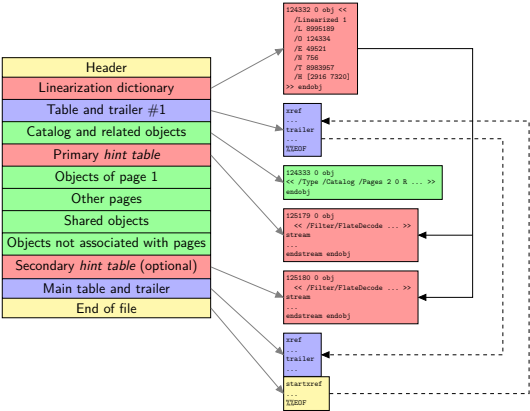 Header
Linearization dictionary
Table and trailer #1
Catalog and related objects
Primary hint table
Objects of page 1
Other pages
Shared objects
Objects not associated with pages
Secondary hint table (optional)
Main table and trailer
End of file
124332 0 obj <<
/Linearized 1
/L 8995189
/O 124334
/E 49521
/N 756
/T 8983957
/H [2916 7320]
>> endobj
xref
...
trailer
...
%%EOF
124333 0 obj
<< /Type /Catalog /Pages 2 0 R ... >>
endobj
125179 0 obj
<< /Filter/FlateDecode ... >>
stream
...
endstream endobj
125180 0 obj
<< /Filter/FlateDecode ... >>
stream
...
endstream endobj
xref
...
trailer
...
startxref
...
%%EOF